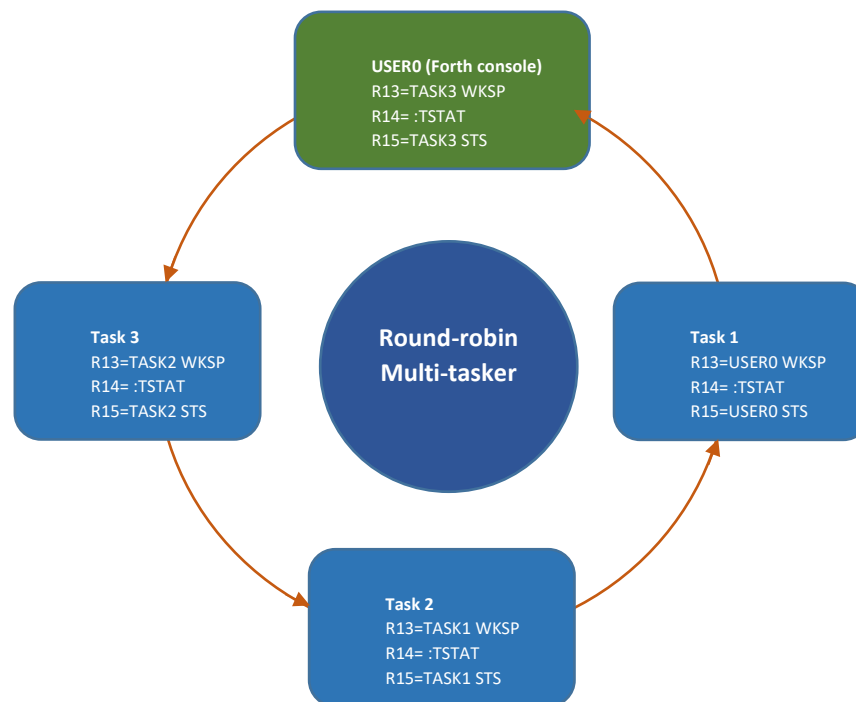 USER0 (Forth console)
R13=TASK3 WKSP
R14= :TSTAT
R15=TASK3 STS
Task 3
R13=TASK2 WKSP
R14= :TSTAT
R15=TASK2 STS
Round-robin
Multi-tasker
Task 1
R13=USER0 WKSP
R14= :TSTAT
R15=USER0 STS
Task 2
R13=TASK1 WKSP
R14= :TSTAT
R15=TASK1 STS